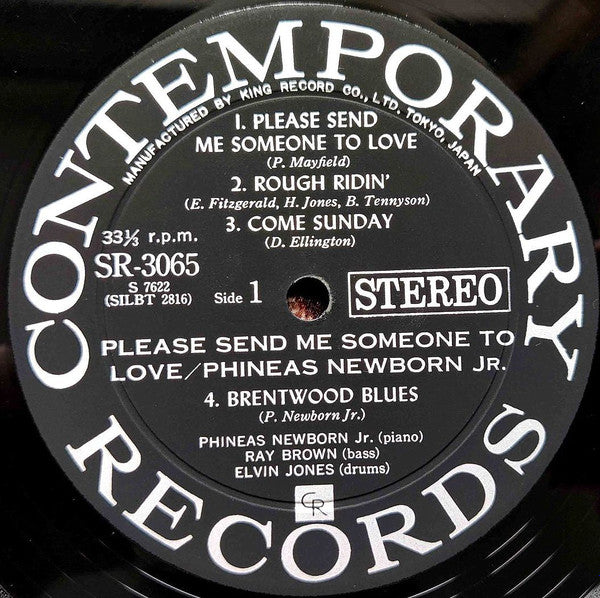 CONTEMPORARY
MANUFACTURED BY KING RECORD CO., LTD. TOKYO, JAPAN
1. PLEASE SEND
ME SOMEONE TO LOVE
(P. Mayfield)
2. ROUGH RIDIN'
(E. Fitzgerald, H. Jones, B. Tennyson)
3. COME SUNDAY
(D. Ellington)
33⅓ r.p.m.
SR-3065
S 7622
(SILBT 2816)
Side 1
STEREO
PLEASE SEND ME SOMEONE TO
LOVE/PHINEAS NEWBORN JR.
4. BRENTWOOD BLUES
(P. Newborn Jr.)
PHINEAS NEWBORN Jr. (piano)
RAY BROWN (bass)
ELVIN JONES (drums)
CR
RECORDS